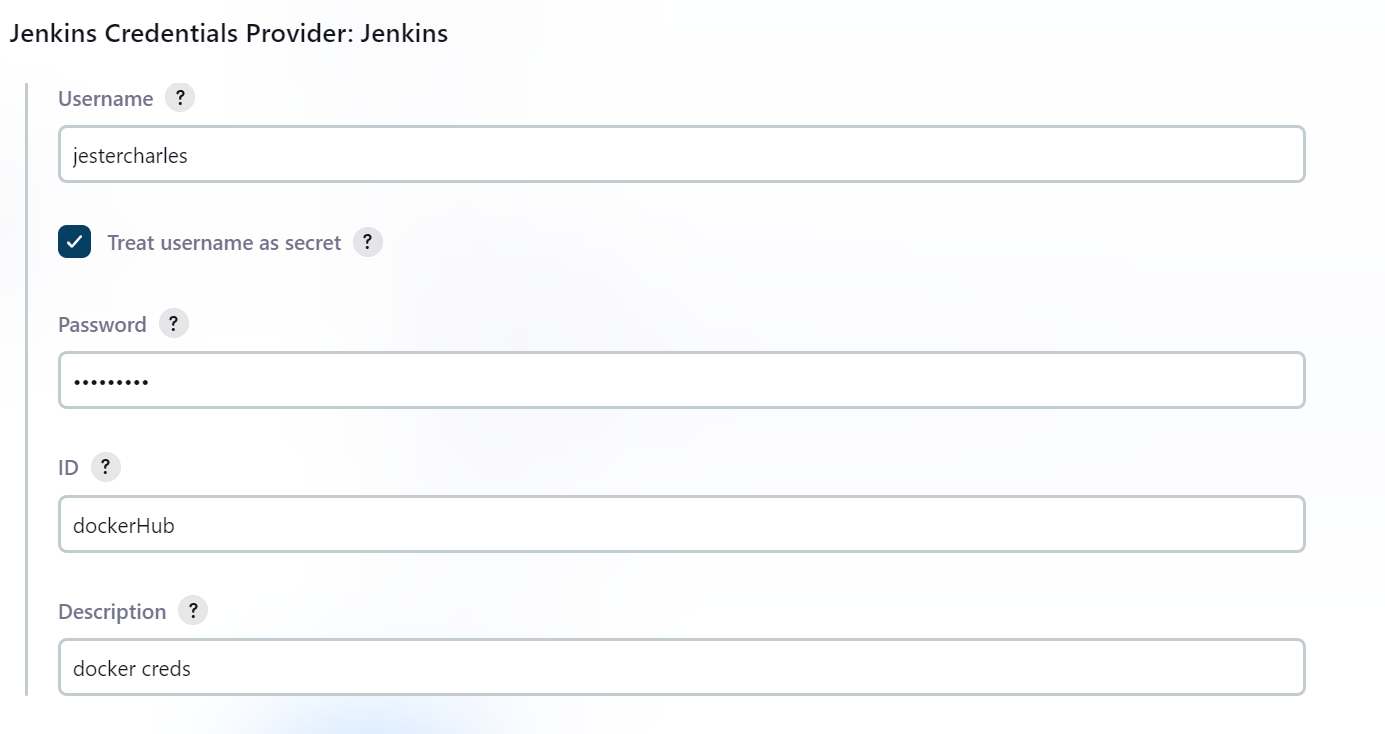 Jenkins Credentials Provider: Jenkins
Username ?
jestercharles
Treat username as secret ?
Password ?
•••••••••
ID ?
dockerHub
Description ?
docker creds